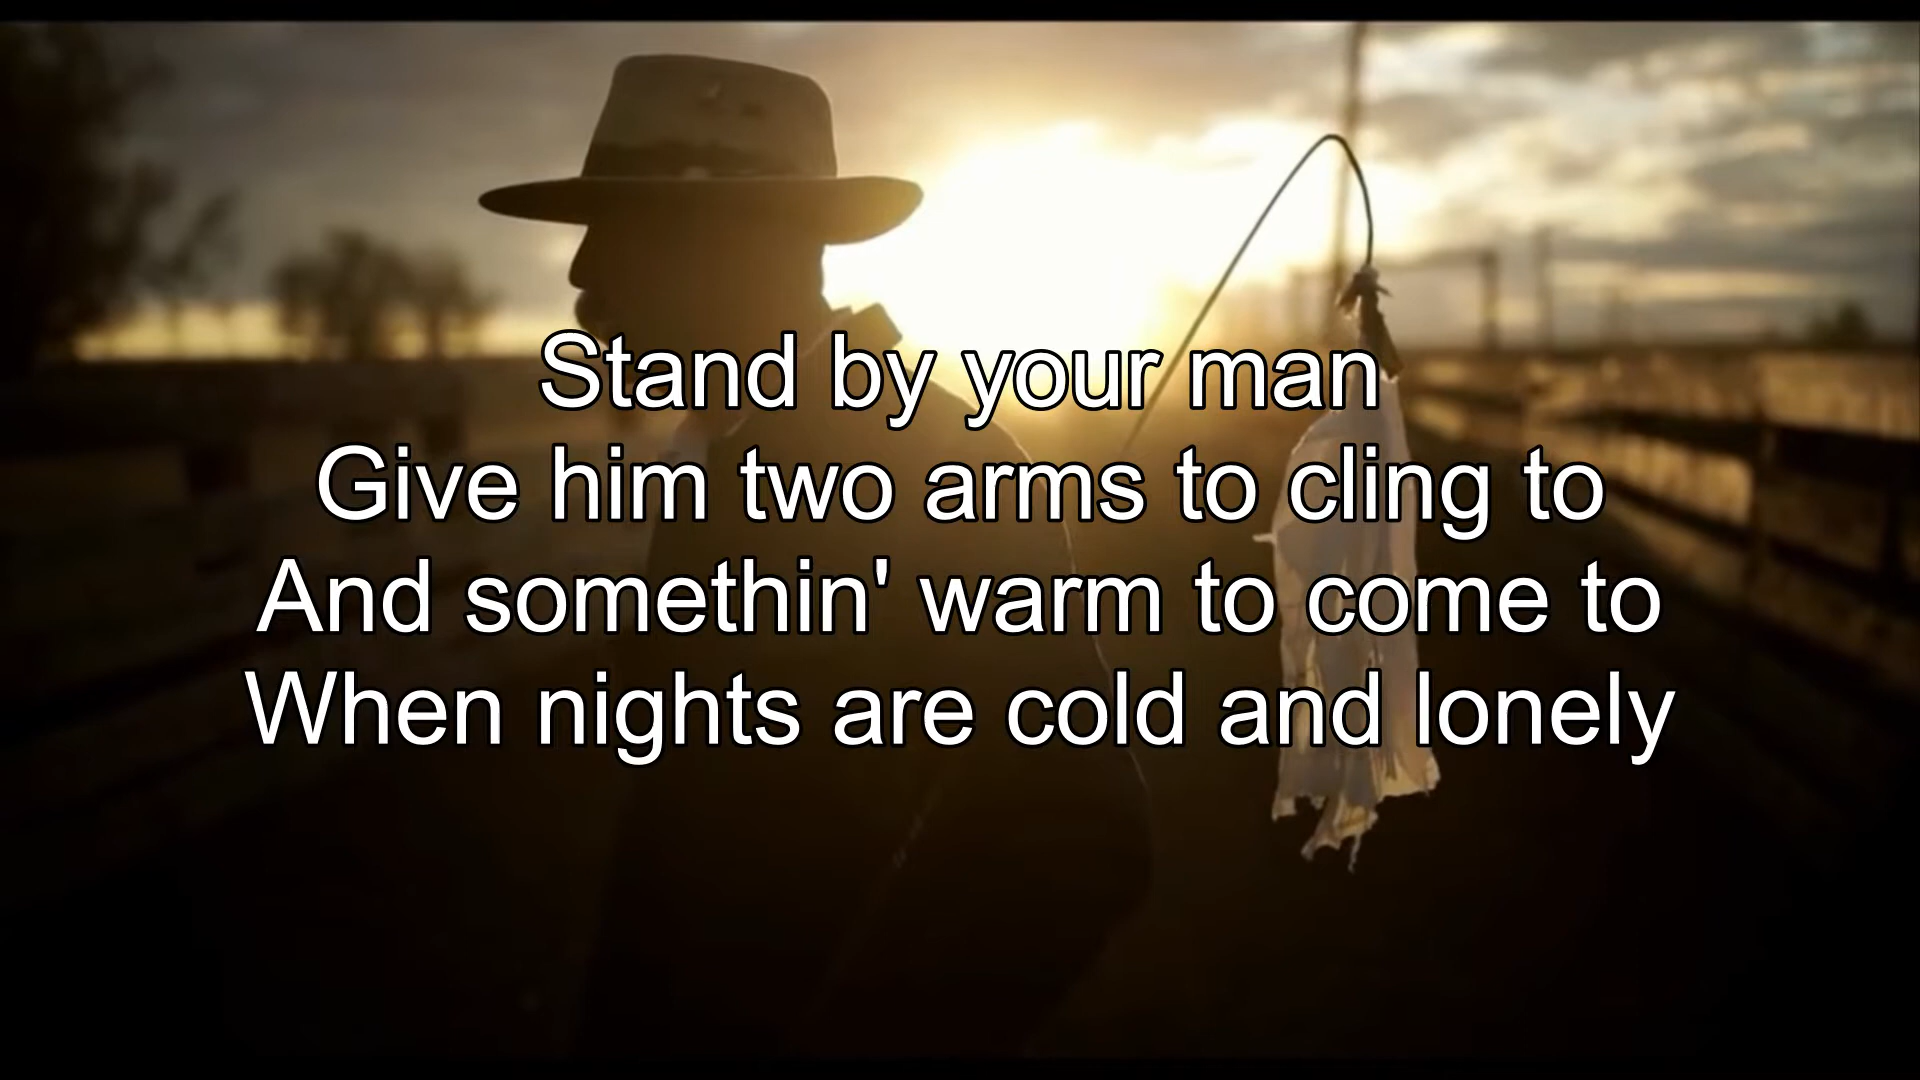 Stand by your man
Give him two arms to cling to
And somethin' warm to come to
When nights are cold and lonely